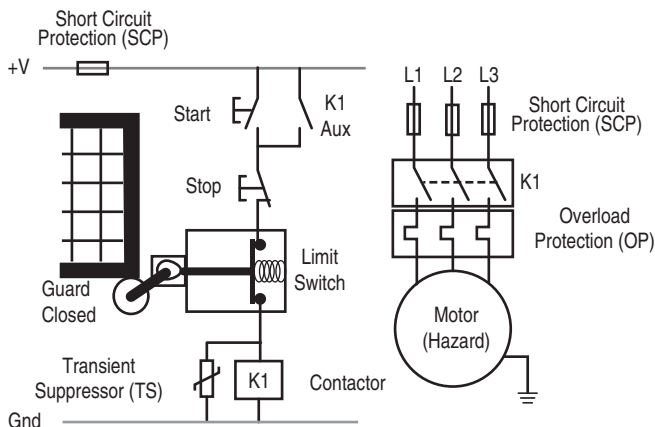 Short Circuit
Protection (SCP)
+V
Start
K1
Aux
Stop
Guard
Closed
Limit
Switch
Transient
Suppressor (TS)
K1
Contactor
Gnd
L1 L2 L3
Short Circuit
Protection (SCP)
K1
Overload
Protection (OP)
Motor
(Hazard)